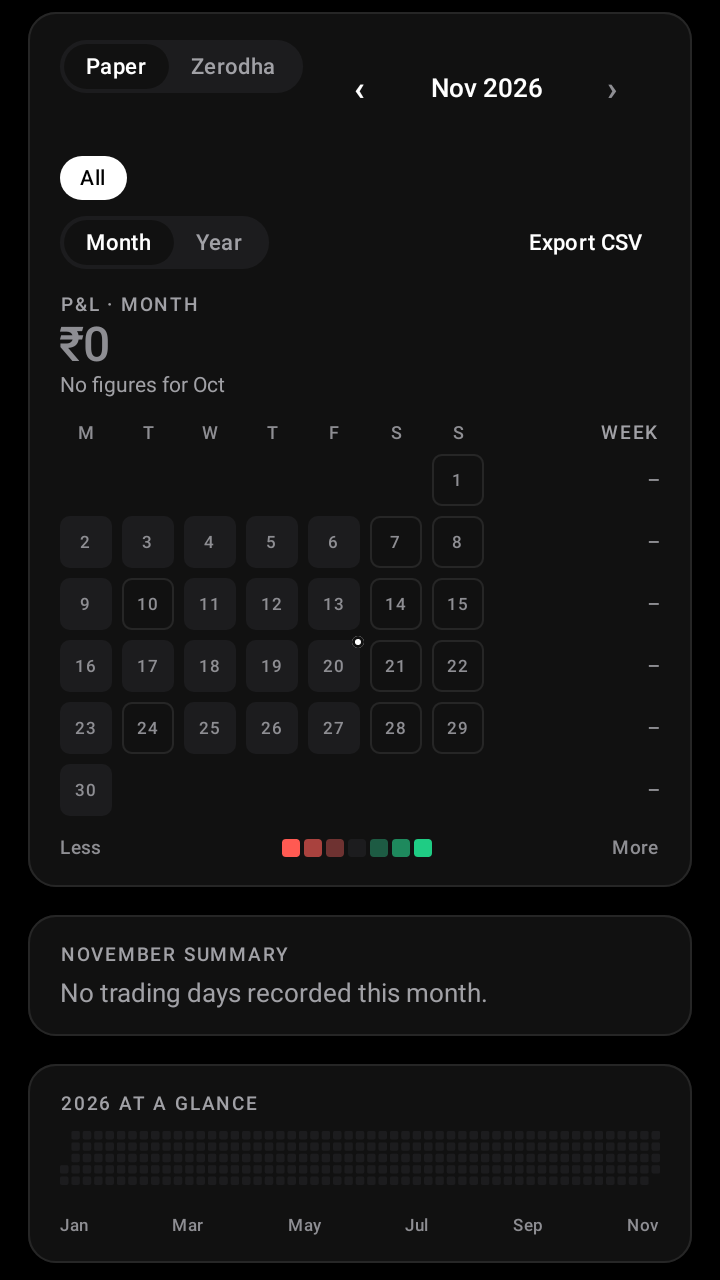 Paper Zerodha ‹ Nov 2026 ›
All
Month Year Export CSV
P&L · MONTH
₹0
No figures for Oct
M T W T F S S WEEK
1 –
2 3 4 5 6 7 8 –
9 10 11 12 13 14 15 –
16 17 18 19 20 21 22 –
23 24 25 26 27 28 29 –
30 –
Less More
NOVEMBER SUMMARY
No trading days recorded this month.
2026 AT A GLANCE
Jan Mar May Jul Sep Nov